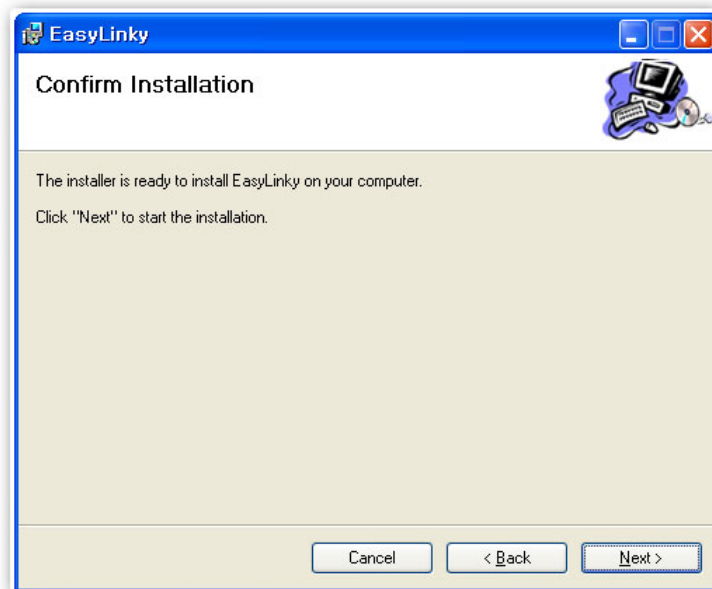 EasyLinky
Confirm Installation
The installer is ready to install EasyLinky on your computer.
Click "Next" to start the installation.
Cancel
< Back
Next >